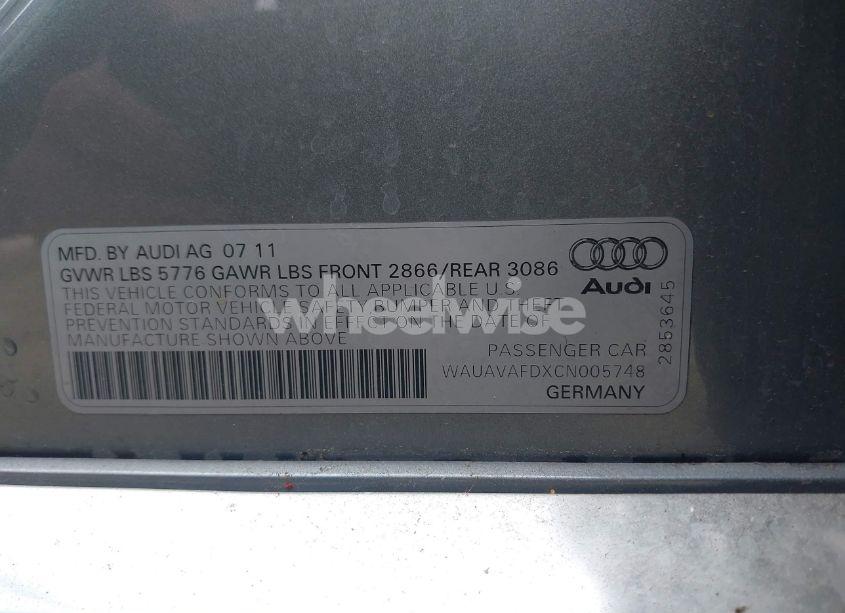 MFD. BY AUDI AG 07 11
GVWR LBS 5776 GAWR LBS FRONT 2866/REAR 3086
THIS VEHICLE CONFORMS TO ALL APPLICABLE U.S.
FEDERAL MOTOR VEHICLE SAFETY, BUMPER AND THEFT
PREVENTION STANDARDS IN EFFECT ON THE DATE OF
MANUFACTURE SHOWN ABOVE
PASSENGER CAR
WAUAVAFDXCN005748
GERMANY
Audi
2853645
wheelwise